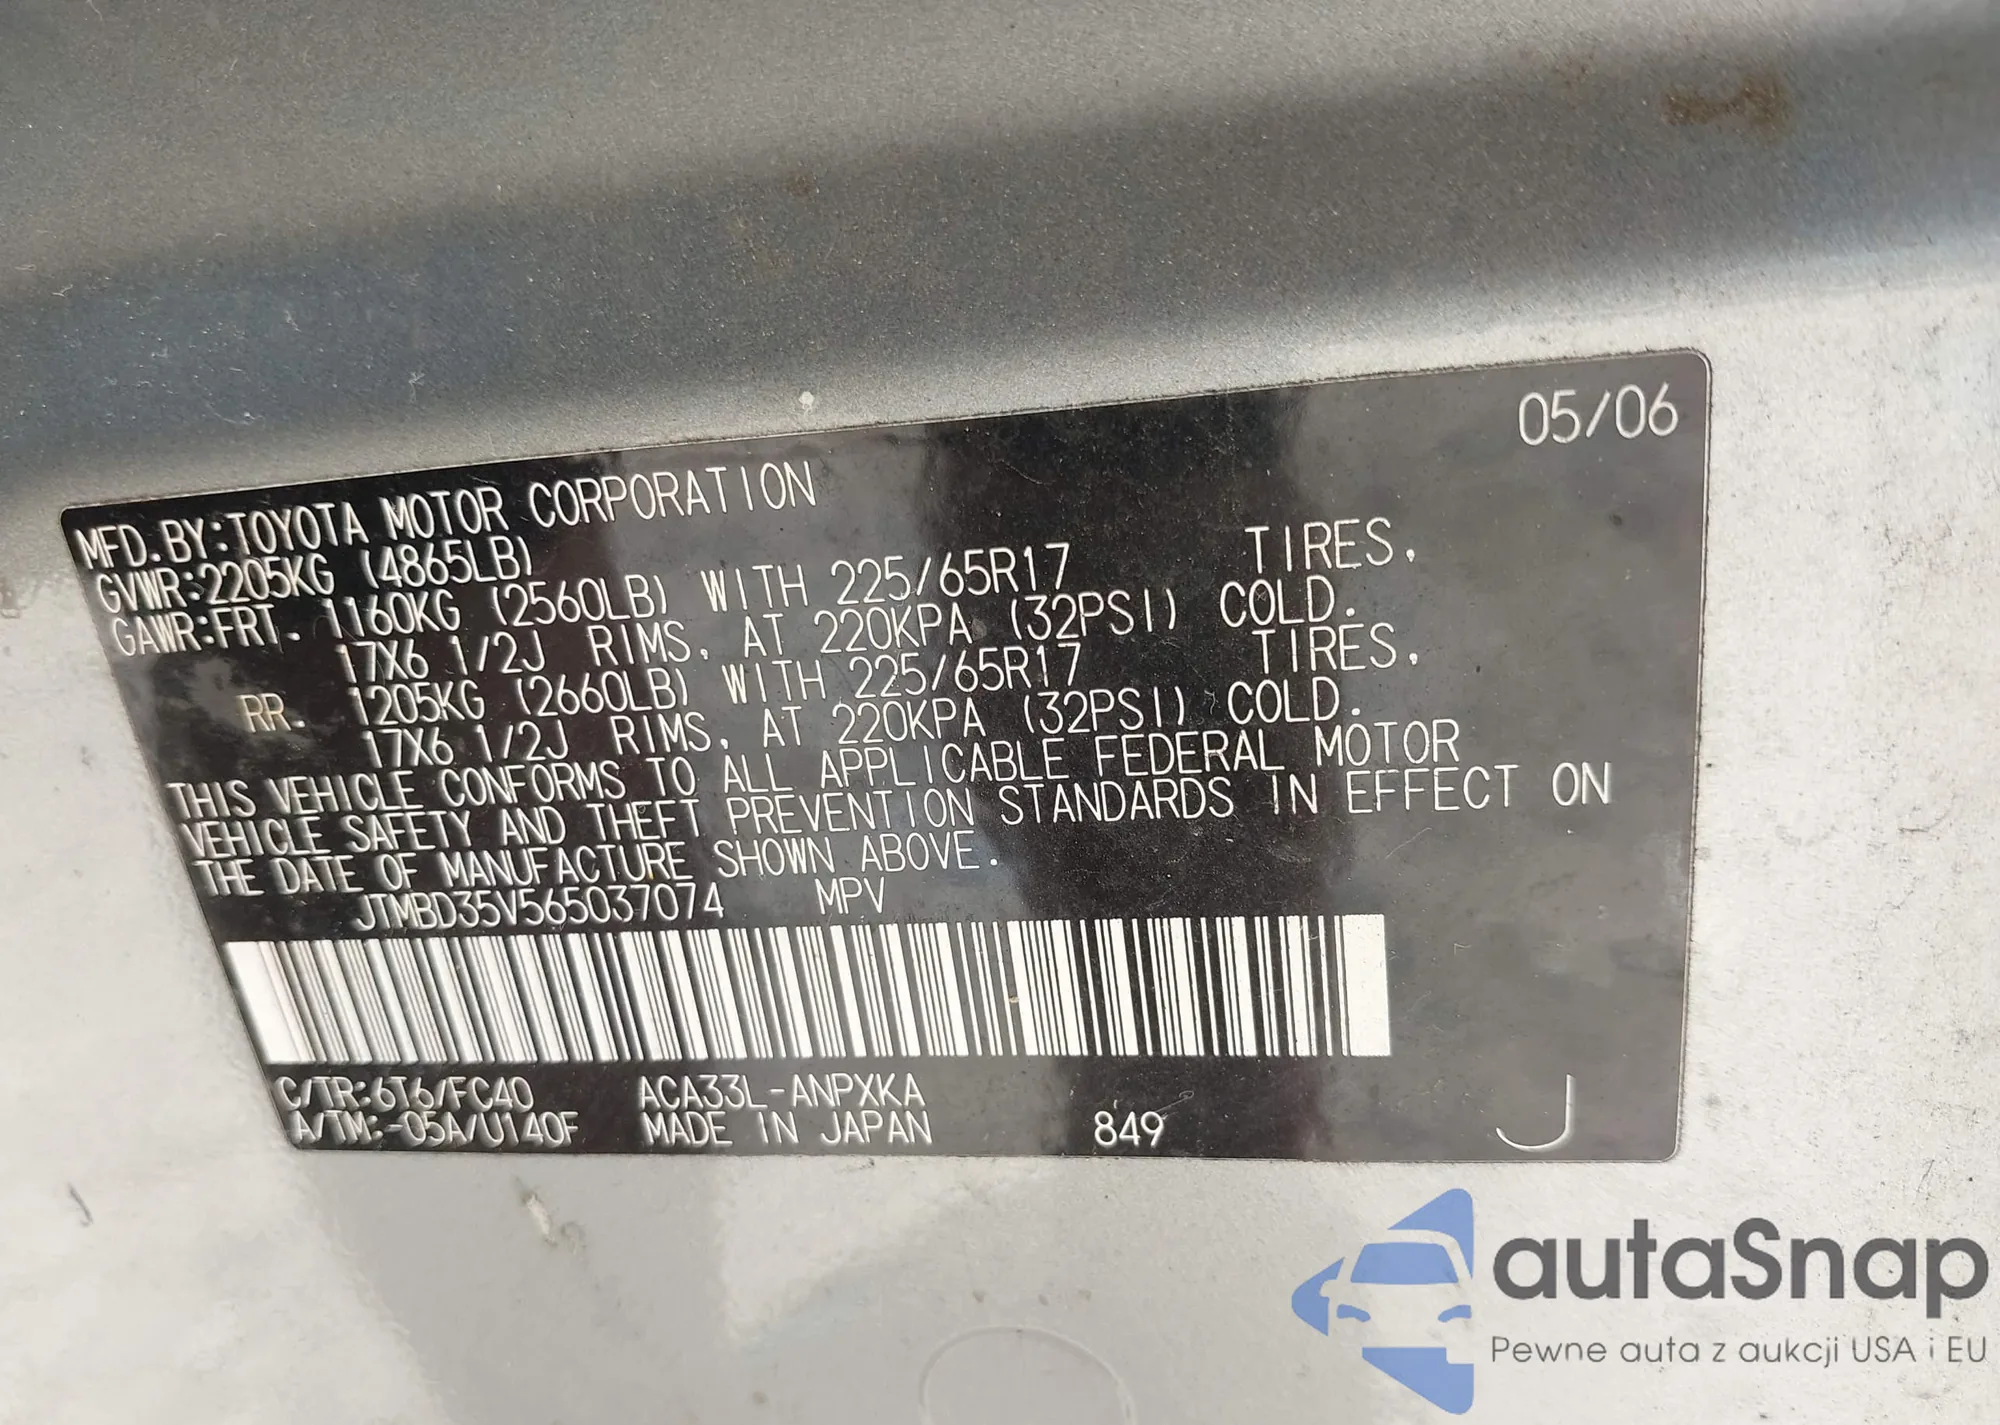 05/06
MFD.BY:TOYOTA MOTOR CORPORATION
GVWR:2205KG (4865LB)
GAWR:FRT. 1160KG (2560LB) WITH 225/65R17 TIRES,
17X6 1/2J RIMS, AT 220KPA (32PSI) COLD.
RR. 1205KG (2660LB) WITH 225/65R17 TIRES,
17X6 1/2J RIMS, AT 220KPA (32PSI) COLD.
THIS VEHICLE CONFORMS TO ALL APPLICABLE FEDERAL MOTOR
VEHICLE SAFETY AND THEFT PREVENTION STANDARDS IN EFFECT ON
THE DATE OF MANUFACTURE SHOWN ABOVE.
JTMBD35V565037074 MPV
C/TR:6T6/FC40 ACA33L-ANPXKA
A/TM:-05A/U140F MADE IN JAPAN 849 J
autaSnap
Pewne auta z aukcji USA i EU